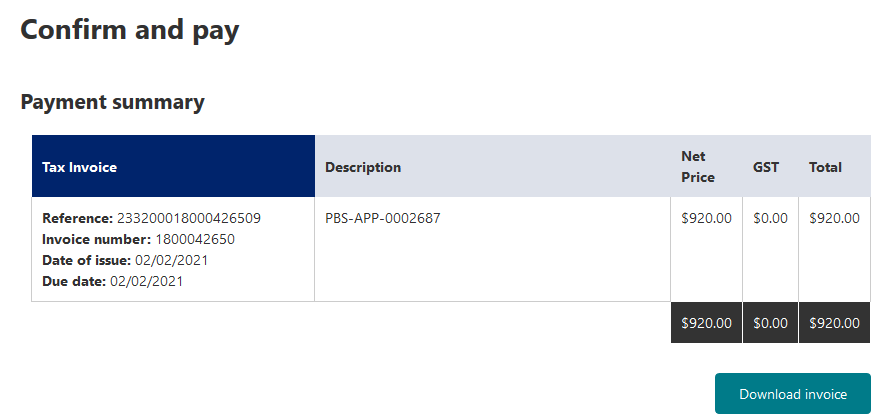 Confirm and pay
Payment summary
Tax Invoice Description Net Price GST Total
Reference: 233200018000426509 PBS-APP-0002687 $920.00 $0.00 $920.00
Invoice number: 1800042650
Date of issue: 02/02/2021
Due date: 02/02/2021
$920.00 $0.00 $920.00
Download invoice